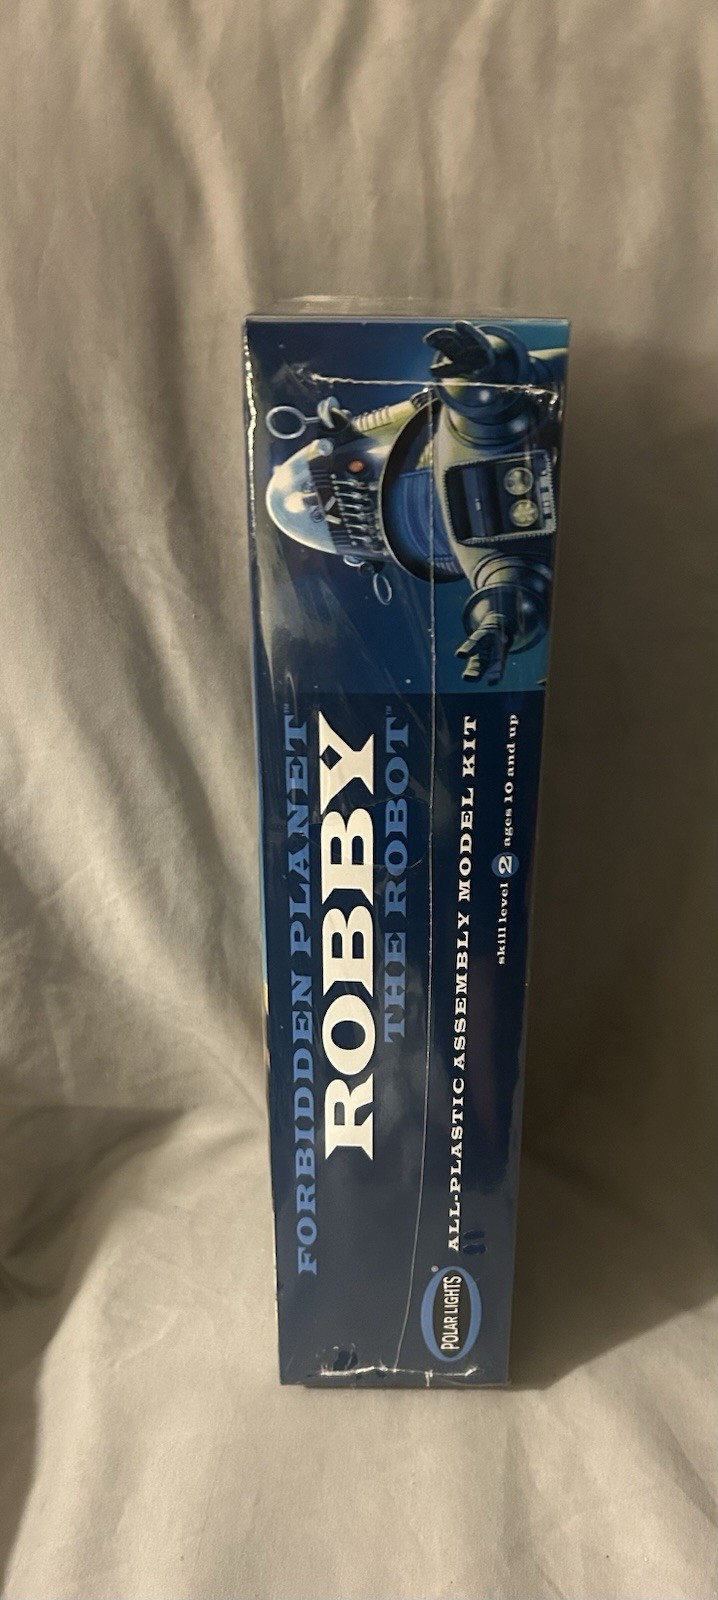 FORBIDDEN PLANET™
ROBBY
THE ROBOT™
ALL-PLASTIC ASSEMBLY MODEL KIT
skill level 2 ages 10 and up
POLAR LIGHTS®